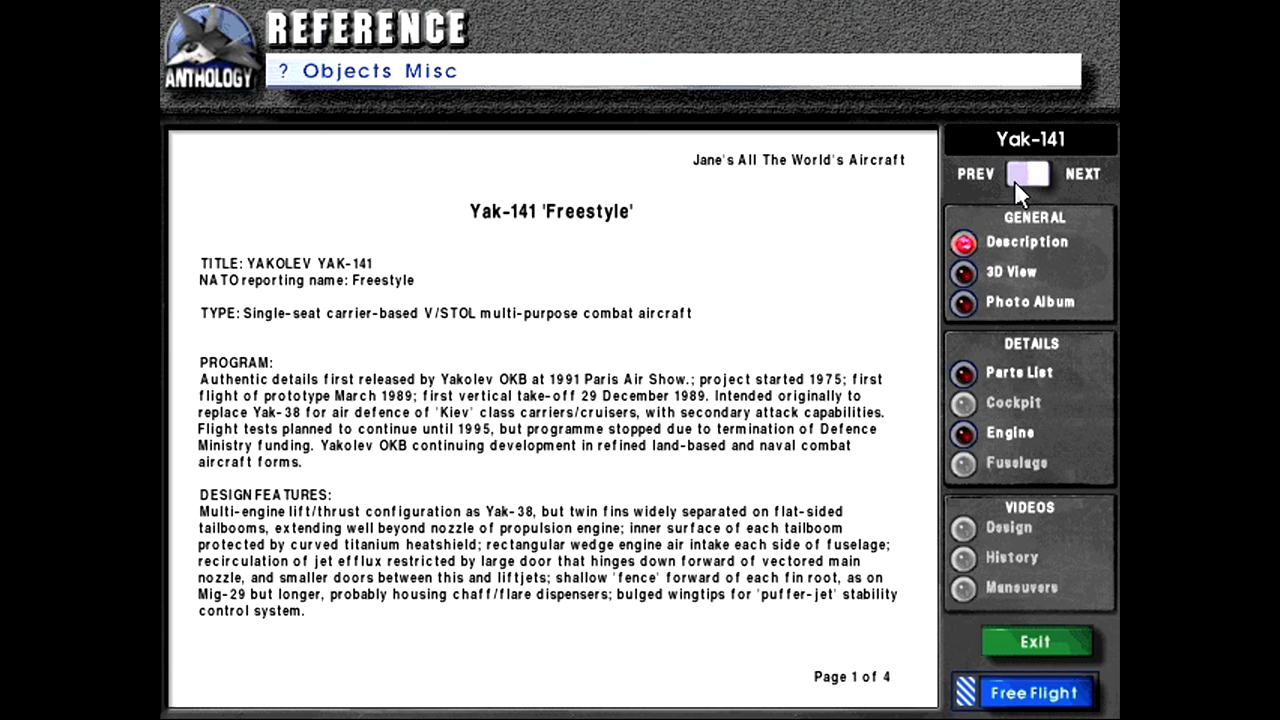 REFERENCE
ANTHOLOGY
? Objects Misc
Jane's All The World's Aircraft
Yak-141 'Freestyle'
TITLE: YAKOLEV YAK-141
NATO reporting name: Freestyle
TYPE: Single-seat carrier-based V/STOL multi-purpose combat aircraft
PROGRAM:
Authentic details first released by Yakolev OKB at 1991 Paris Air Show.; project started 1975; first
flight of prototype March 1989; first vertical take-off 29 December 1989. Intended originally to
replace Yak-38 for air defence of 'Kiev' class carriers/cruisers, with secondary attack capabilities.
Flight tests planned to continue until 1995, but programme stopped due to termination of Defence
Ministry funding. Yakolev OKB continuing development in refined land-based and naval combat
aircraft forms.
DESIGN FEATURES:
Multi-engine lift/thrust configuration as Yak-38, but twin fins widely separated on flat-sided
tailbooms, extending well beyond nozzle of propulsion engine; inner surface of each tailboom
protected by curved titanium heatshield; rectangular wedge engine air intake each side of fuselage;
recirculation of jet efflux restricted by large door that hinges down forward of vectored main
nozzle, and smaller doors between this and liftjets; shallow 'fence' forward of each fin root, as on
Mig-29 but longer, probably housing chaff/flare dispensers; bulged wingtips for 'puffer-jet' stability
control system.
Page 1 of 4
Yak-141
PREV NEXT
GENERAL
Description
3D View
Photo Album
DETAILS
Parts List
Cockpit
Engine
Fuselage
VIDEOS
Design
History
Maneuvers
Exit
Free Flight